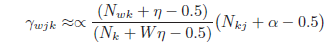 γ_{wjk} ≈∝ \frac{(N_{wk} + η − 0.5)}{(N_k + Wη − 0.5)} (N_{kj} + α − 0.5)